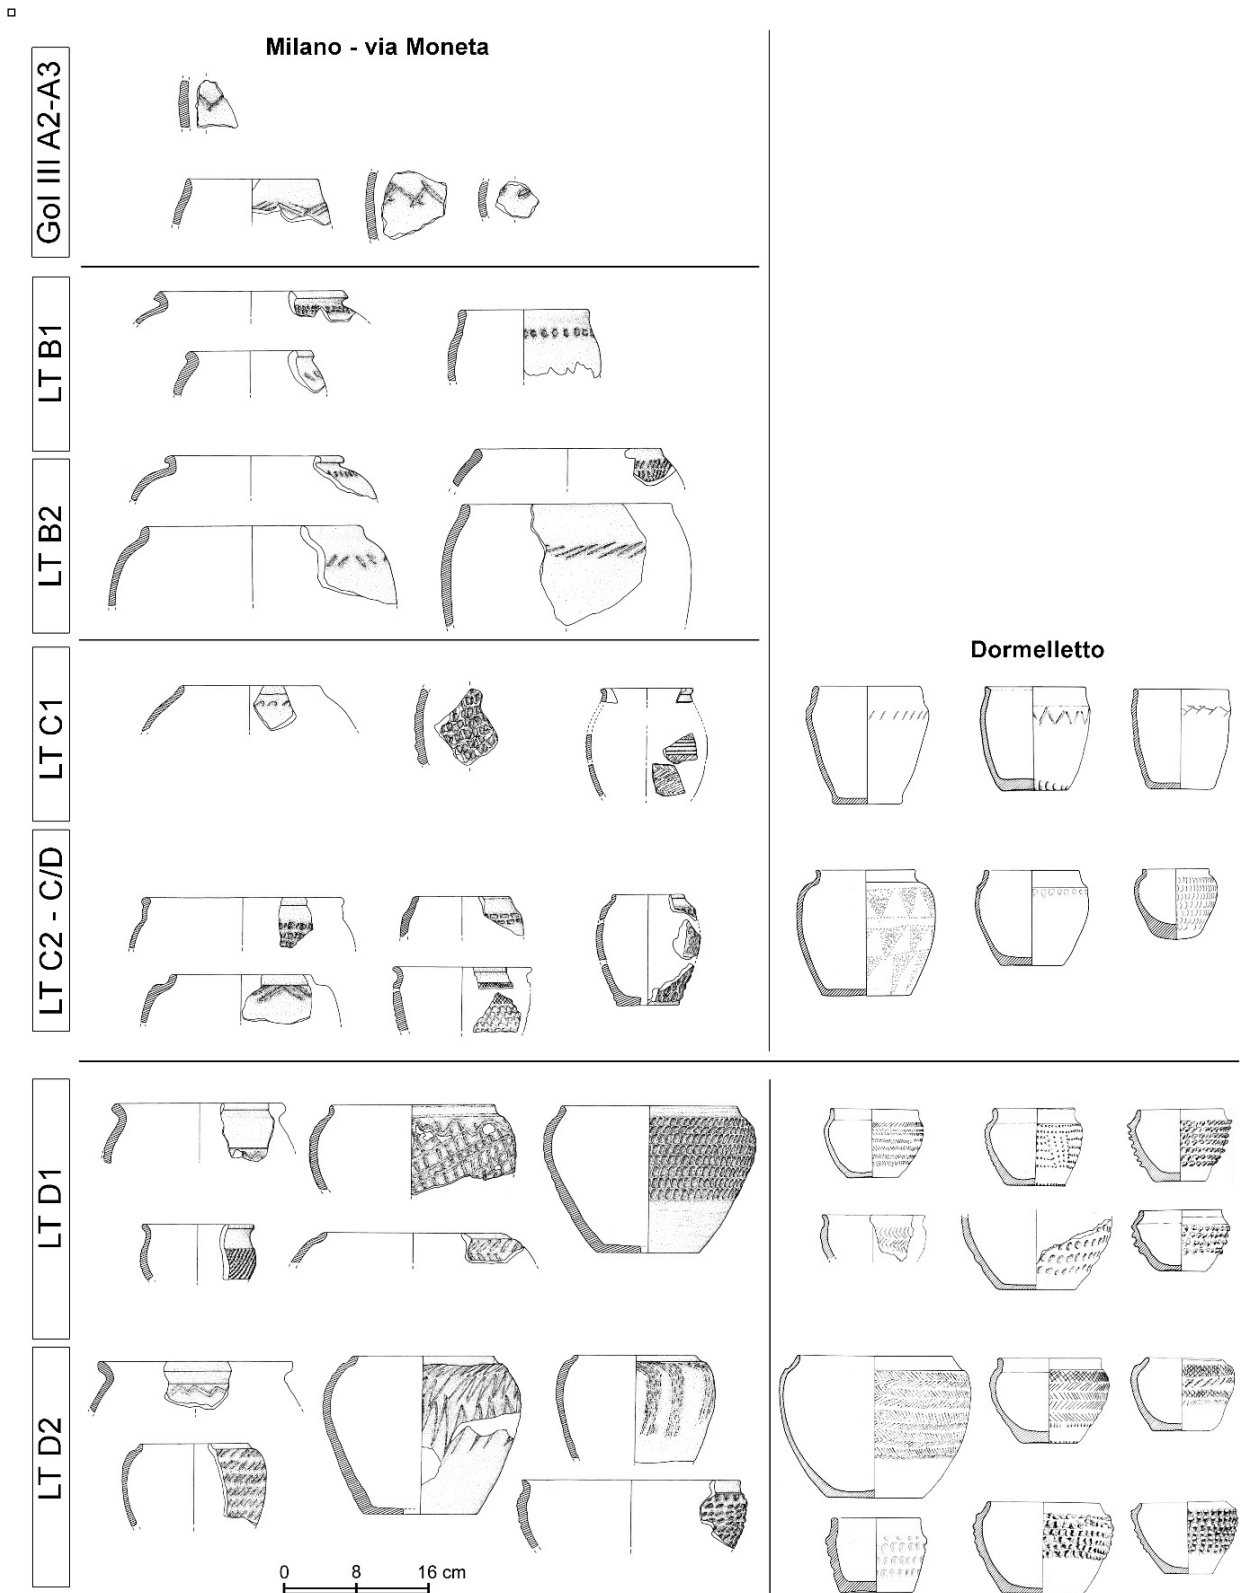 Milano - via Moneta
Gol III A2-A3
LT B1
LT B2
Dormelletto
LT C1
LT C2 - C/D
LT D1
LT D2
0 8 16 cm